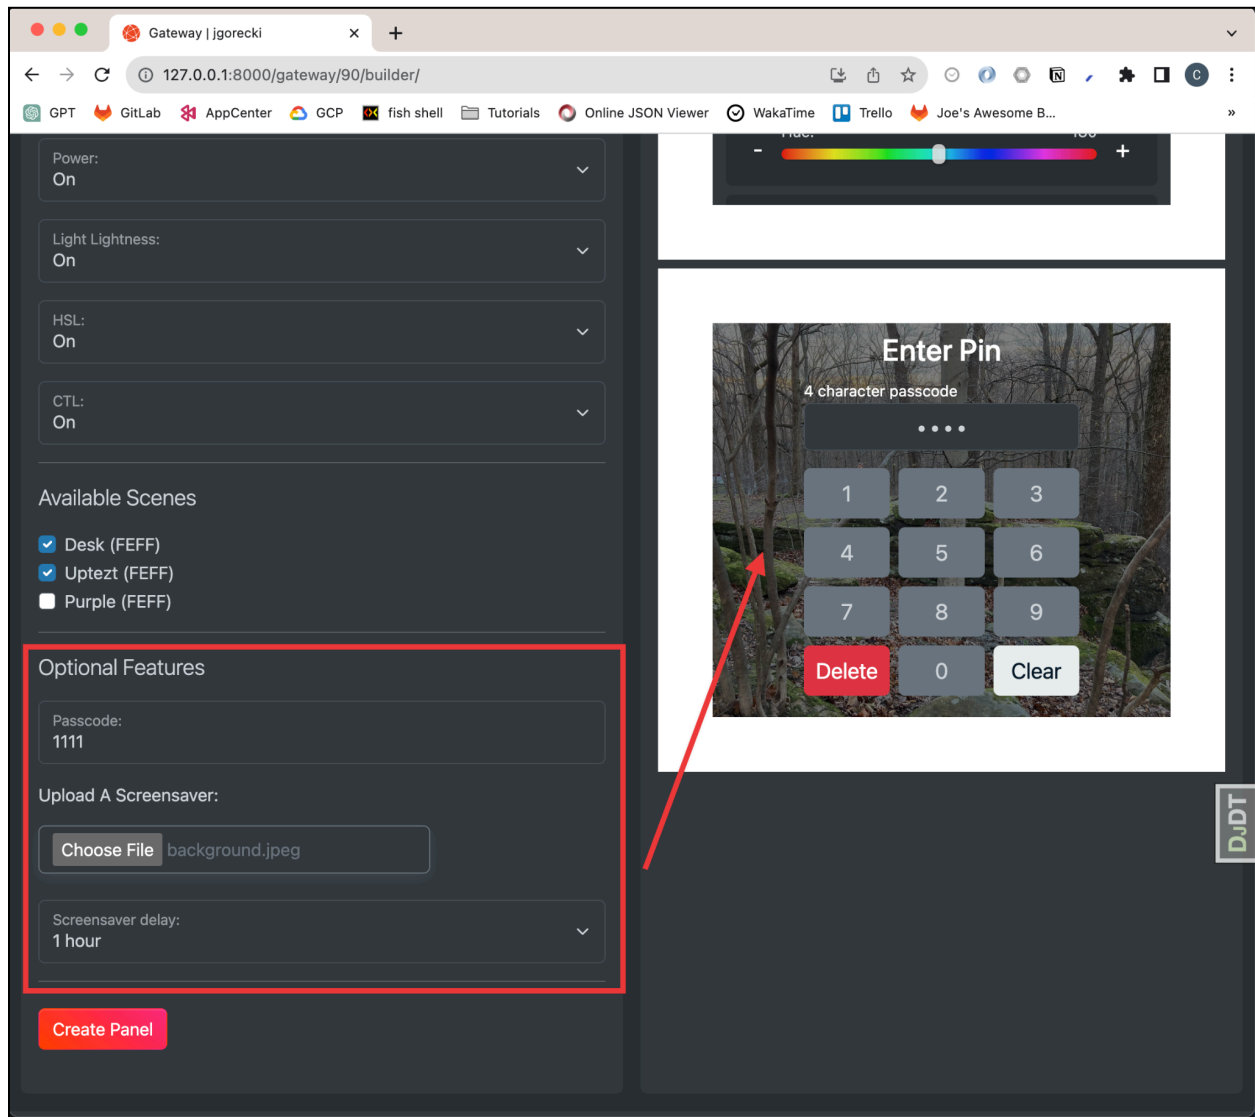 Gateway | jgorecki
127.0.0.1:8000/gateway/90/builder/
C
GPT GitLab AppCenter GCP fish shell Tutorials Online JSON Viewer WakaTime Trello Joe's Awesome B... »
Power:
On
Light Lightness:
On
HSL:
On
CTL:
On
Available Scenes
Desk (FEFF)
Uptezt (FEFF)
Purple (FEFF)
Optional Features
Passcode:
1111
Upload A Screensaver:
Choose File background.jpeg
Screensaver delay:
1 hour
Create Panel
- +
Enter Pin
4 character passcode
••••
1 2 3
4 5 6
7 8 9
Delete 0 Clear
DJDT